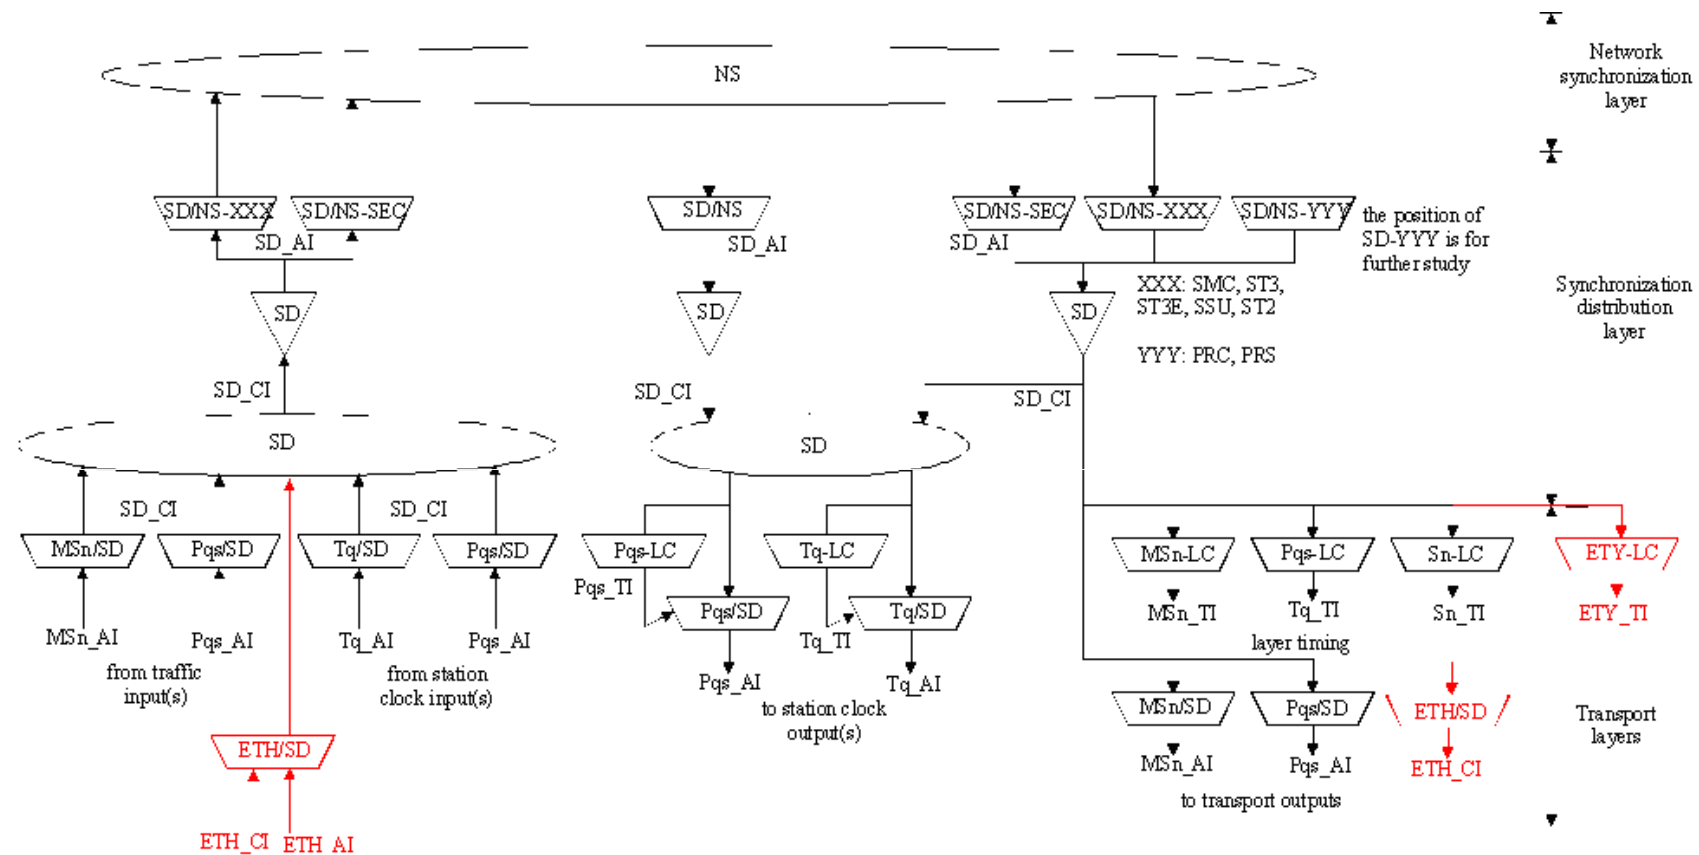 NS
Network
synchronization
layer
SD/NS-XXX
SD/NS-SEC
SD/NS
SD/NS-SEC
SD/NS-XXX
SD/NS-YYY
the position of
SD-YYY is for
further study
SD_AI
SD_AI
SD_AI
SD
SD
SD
XXX: SMC, ST3,
ST3E, SSU, ST2
YYY: PRC, PRS
Synchronization
distribution
layer
SD_CI
SD_CI
SD_CI
SD
SD
SD_CI
SD_CI
MSn/SD
Pqs/SD
Tq/SD
Pqs/SD
Pqs-LC
Tq-LC
MSn-LC
Pqs-LC
Sn-LC
ETY-LC
Pqs_TI
Pqs/SD
Tq_TI
Tq/SD
MSn_TI
Tq_TI
Sn_TI
ETY_TI
MSn_AI
Pqs_AI
Tq_AI
Pqs_AI
layer timing
from traffic
input(s)
from station
clock input(s)
Pqs_AI
Tq_AI
to station clock
output(s)
MSn/SD
Pqs/SD
ETH/SD
Transport
layers
ETH/SD
MSn_AI
Pqs_AI
ETH_CI
to transport outputs
ETH_CI
ETH AI